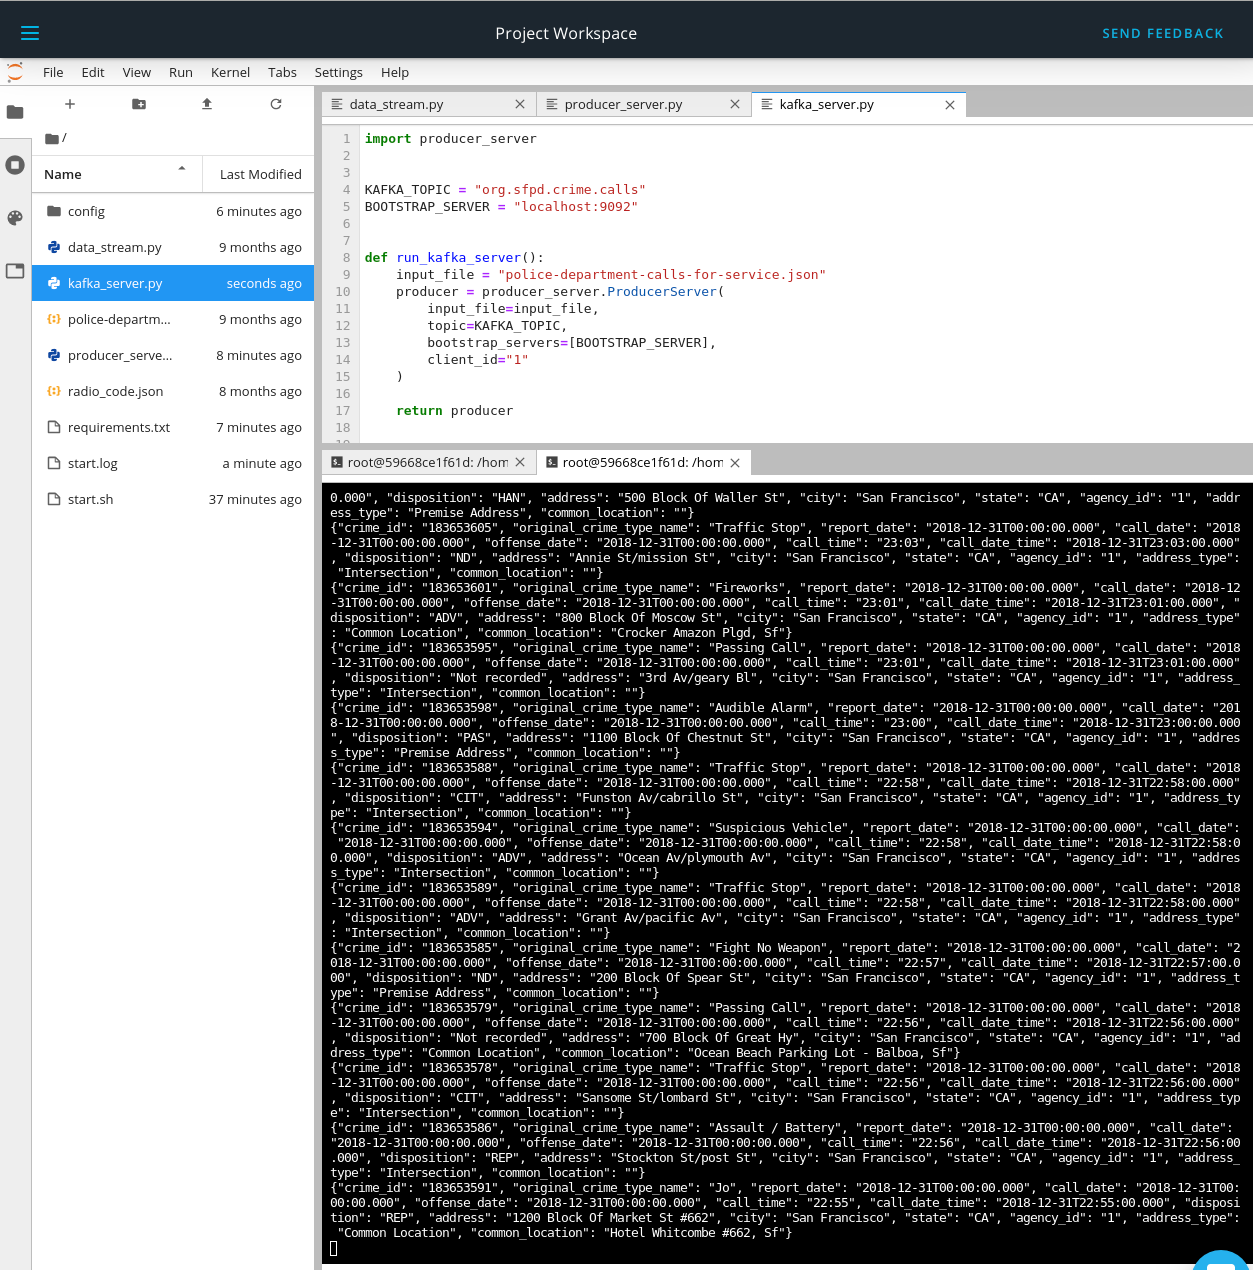 Project Workspace
SEND FEEDBACK
File Edit View Run Kernel Tabs Settings Help
data_stream.py
producer_server.py
kafka_server.py
/
Name Last Modified
config 6 minutes ago
data_stream.py 9 months ago
kafka_server.py seconds ago
police-departm... 9 months ago
producer_serve... 8 minutes ago
radio_code.json 8 months ago
requirements.txt 7 minutes ago
start.log a minute ago
start.sh 37 minutes ago
1 import producer_server
2
3
4 KAFKA_TOPIC = "org.sfpd.crime.calls"
5 BOOTSTRAP_SERVER = "localhost:9092"
6
7
8 def run_kafka_server():
9 input_file = "police-department-calls-for-service.json"
10 producer = producer_server.ProducerServer(
11 input_file=input_file,
12 topic=KAFKA_TOPIC,
13 bootstrap_servers=[BOOTSTRAP_SERVER],
14 client_id="1"
15 )
16
17 return producer
18
root@59668ce1f61d: /hom
root@59668ce1f61d: /hom
0.000", "disposition": "HAN", "address": "500 Block Of Waller St", "city": "San Francisco", "state": "CA", "agency_id": "1", "addr
ess_type": "Premise Address", "common_location": ""}
{"crime_id": "183653605", "original_crime_type_name": "Traffic Stop", "report_date": "2018-12-31T00:00:00.000", "call_date": "2018
-12-31T00:00:00.000", "offense_date": "2018-12-31T00:00:00.000", "call_time": "23:03", "call_date_time": "2018-12-31T23:03:00.000"
, "disposition": "ND", "address": "Annie St/mission St", "city": "San Francisco", "state": "CA", "agency_id": "1", "address_type":
"Intersection", "common_location": ""}
{"crime_id": "183653601", "original_crime_type_name": "Fireworks", "report_date": "2018-12-31T00:00:00.000", "call_date": "2018-12
-31T00:00:00.000", "offense_date": "2018-12-31T00:00:00.000", "call_time": "23:01", "call_date_time": "2018-12-31T23:01:00.000", "
disposition": "ADV", "address": "800 Block Of Moscow St", "city": "San Francisco", "state": "CA", "agency_id": "1", "address_type"
: "Common Location", "common_location": "Crocker Amazon Plgd, Sf"}
{"crime_id": "183653595", "original_crime_type_name": "Passing Call", "report_date": "2018-12-31T00:00:00.000", "call_date": "2018
-12-31T00:00:00.000", "offense_date": "2018-12-31T00:00:00.000", "call_time": "23:01", "call_date_time": "2018-12-31T23:01:00.000"
, "disposition": "Not recorded", "address": "3rd Av/geary Bl", "city": "San Francisco", "state": "CA", "agency_id": "1", "address_
type": "Intersection", "common_location": ""}
{"crime_id": "183653598", "original_crime_type_name": "Audible Alarm", "report_date": "2018-12-31T00:00:00.000", "call_date": "201
8-12-31T00:00:00.000", "offense_date": "2018-12-31T00:00:00.000", "call_time": "23:00", "call_date_time": "2018-12-31T23:00:00.000
", "disposition": "PAS", "address": "1100 Block Of Chestnut St", "city": "San Francisco", "state": "CA", "agency_id": "1", "addres
s_type": "Premise Address", "common_location": ""}
{"crime_id": "183653588", "original_crime_type_name": "Traffic Stop", "report_date": "2018-12-31T00:00:00.000", "call_date": "2018
-12-31T00:00:00.000", "offense_date": "2018-12-31T00:00:00.000", "call_time": "22:58", "call_date_time": "2018-12-31T22:58:00.000"
, "disposition": "CIT", "address": "Funston Av/cabrillo St", "city": "San Francisco", "state": "CA", "agency_id": "1", "address_ty
pe": "Intersection", "common_location": ""}
{"crime_id": "183653594", "original_crime_type_name": "Suspicious Vehicle", "report_date": "2018-12-31T00:00:00.000", "call_date":
"2018-12-31T00:00:00.000", "offense_date": "2018-12-31T00:00:00.000", "call_time": "22:58", "call_date_time": "2018-12-31T22:58:0
0.000", "disposition": "ADV", "address": "Ocean Av/plymouth Av", "city": "San Francisco", "state": "CA", "agency_id": "1", "addres
s_type": "Intersection", "common_location": ""}
{"crime_id": "183653589", "original_crime_type_name": "Traffic Stop", "report_date": "2018-12-31T00:00:00.000", "call_date": "2018
-12-31T00:00:00.000", "offense_date": "2018-12-31T00:00:00.000", "call_time": "22:58", "call_date_time": "2018-12-31T22:58:00.000"
, "disposition": "ADV", "address": "Grant Av/pacific Av", "city": "San Francisco", "state": "CA", "agency_id": "1", "address_type"
: "Intersection", "common_location": ""}
{"crime_id": "183653585", "original_crime_type_name": "Fight No Weapon", "report_date": "2018-12-31T00:00:00.000", "call_date": "2
018-12-31T00:00:00.000", "offense_date": "2018-12-31T00:00:00.000", "call_time": "22:57", "call_date_time": "2018-12-31T22:57:00.0
00", "disposition": "ND", "address": "200 Block Of Spear St", "city": "San Francisco", "state": "CA", "agency_id": "1", "address_t
ype": "Premise Address", "common_location": ""}
{"crime_id": "183653579", "original_crime_type_name": "Passing Call", "report_date": "2018-12-31T00:00:00.000", "call_date": "2018
-12-31T00:00:00.000", "offense_date": "2018-12-31T00:00:00.000", "call_time": "22:56", "call_date_time": "2018-12-31T22:56:00.000"
, "disposition": "Not recorded", "address": "700 Block Of Great Hy", "city": "San Francisco", "state": "CA", "agency_id": "1", "ad
dress_type": "Common Location", "common_location": "Ocean Beach Parking Lot - Balboa, Sf"}
{"crime_id": "183653578", "original_crime_type_name": "Traffic Stop", "report_date": "2018-12-31T00:00:00.000", "call_date": "2018
-12-31T00:00:00.000", "offense_date": "2018-12-31T00:00:00.000", "call_time": "22:56", "call_date_time": "2018-12-31T22:56:00.000"
, "disposition": "CIT", "address": "Sansome St/lombard St", "city": "San Francisco", "state": "CA", "agency_id": "1", "address_typ
e": "Intersection", "common_location": ""}
{"crime_id": "183653586", "original_crime_type_name": "Assault / Battery", "report_date": "2018-12-31T00:00:00.000", "call_date":
"2018-12-31T00:00:00.000", "offense_date": "2018-12-31T00:00:00.000", "call_time": "22:56", "call_date_time": "2018-12-31T22:56:00
.000", "disposition": "REP", "address": "Stockton St/post St", "city": "San Francisco", "state": "CA", "agency_id": "1", "address_
type": "Intersection", "common_location": ""}
{"crime_id": "183653591", "original_crime_type_name": "Jo", "report_date": "2018-12-31T00:00:00.000", "call_date": "2018-12-31T00:
00:00.000", "offense_date": "2018-12-31T00:00:00.000", "call_time": "22:55", "call_date_time": "2018-12-31T22:55:00.000", "disposi
tion": "REP", "address": "1200 Block Of Market St #662", "city": "San Francisco", "state": "CA", "agency_id": "1", "address_type":
"Common Location", "common_location": "Hotel Whitcombe #662, Sf"}